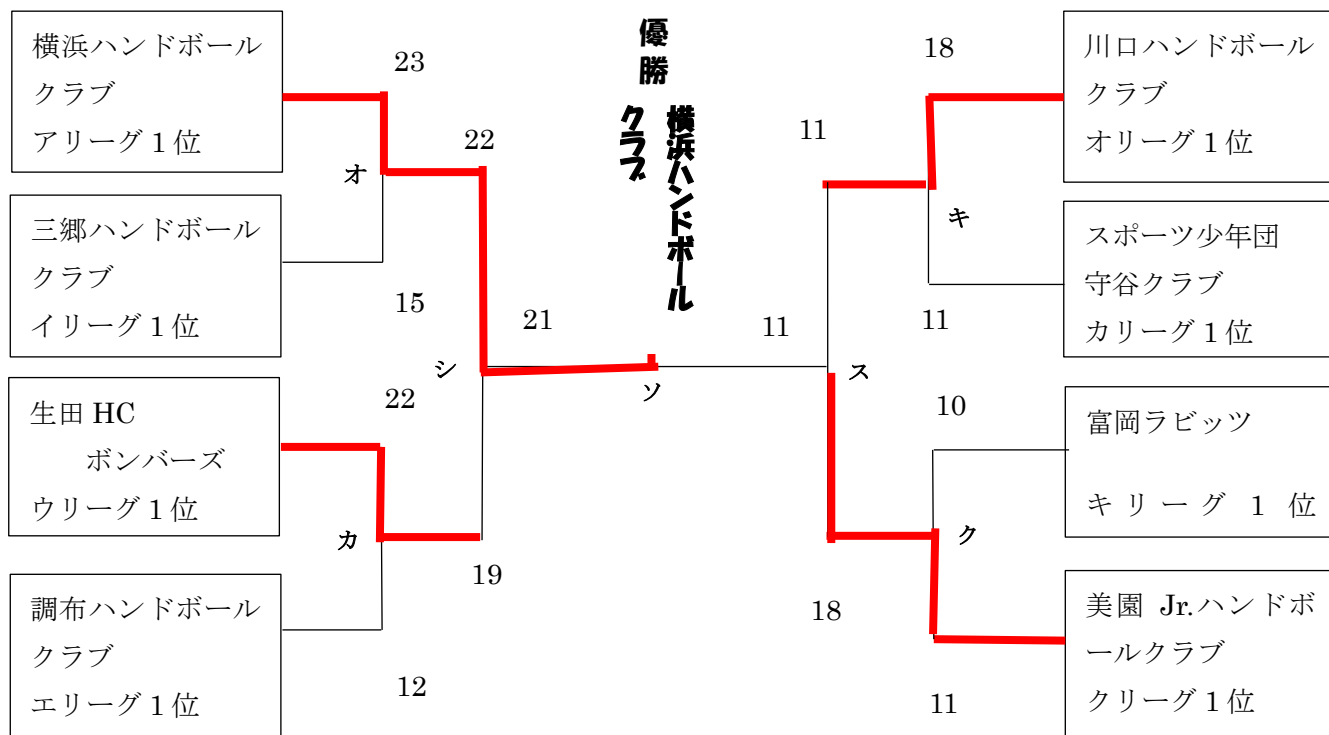 横浜ハンドボール
クラブ
アリーグ１位
三郷ハンドボール
クラブ
イリーグ１位
生田 HC
ボンバーズ
ウリーグ１位
調布ハンドボール
クラブ
エリーグ１位
23
オ
22
15
シ
21
22
カ
19
12
優勝
横浜ハンドボール
クラブ
ソ
18
11
キ
11
11
ス
10
ク
18
11
川口ハンドボール
クラブ
オリーグ１位
スポーツ少年団
守谷クラブ
カリーグ１位
富岡ラビッツ
キリーグ 1 位
美園 Jr.ハンドボ
ールクラブ
クリーグ１位